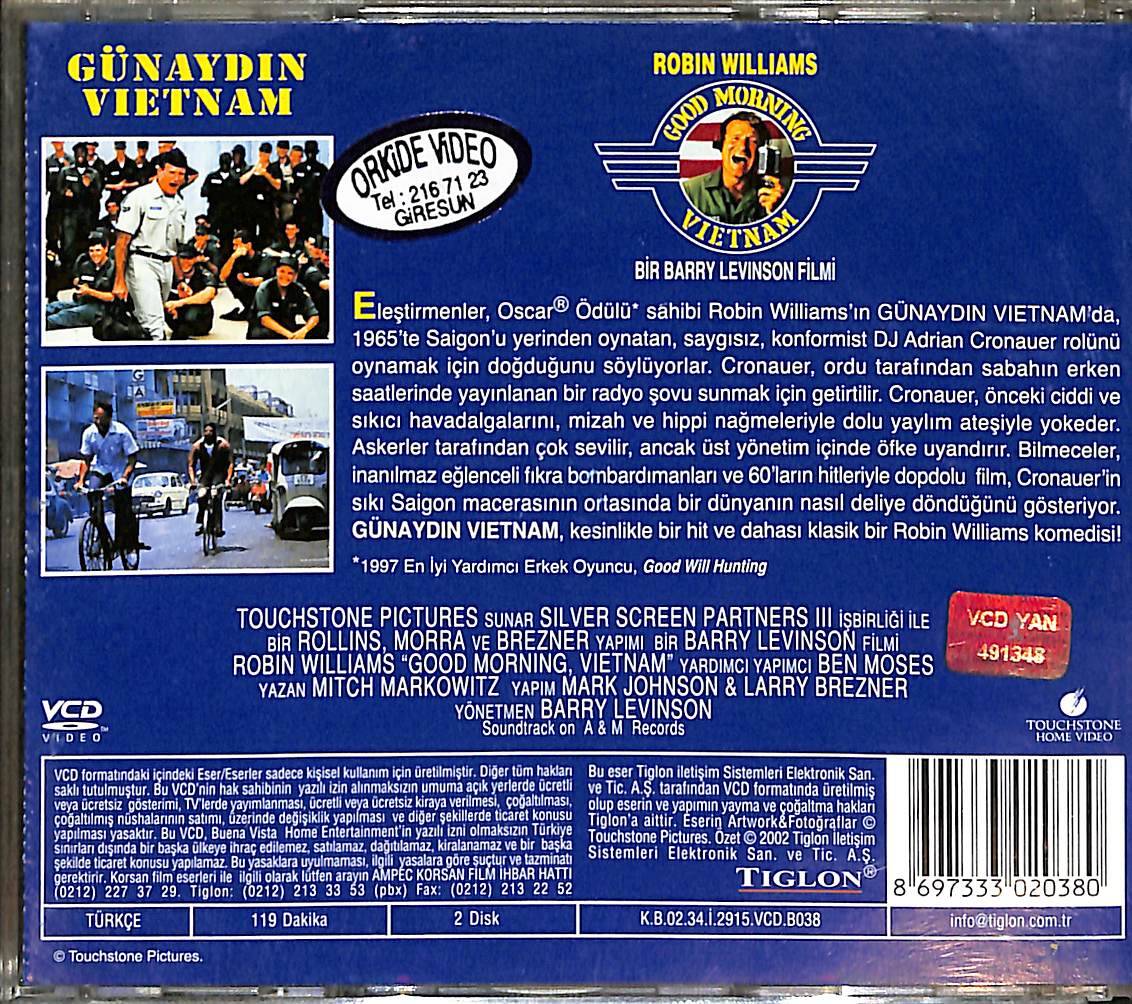 GÜNAYDIN
VIETNAM
ORKiDE ViDEO
Tel : 216 71 23
GiRESUN
ROBIN WILLIAMS
GOOD MORNING
VIETNAM
BİR BARRY LEVINSON FİLMİ
Eleştirmenler, Oscar® Ödülü* sahibi Robin Williams'ın GÜNAYDIN VIETNAM'da,
1965'te Saigon'u yerinden oynatan, saygısız, konformist DJ Adrian Cronauer rolünü
oynamak için doğduğunu söylüyorlar. Cronauer, ordu tarafından sabahın erken
saatlerinde yayınlanan bir radyo şovu sunmak için getirtilir. Cronauer, önceki ciddi ve
sıkıcı havadalgalarını, mizah ve hippi nağmeleriyle dolu yaylım ateşiyle yokeder.
Askerler tarafından çok sevilir, ancak üst yönetim içinde öfke uyandırır. Bilmeceler,
inanılmaz eğlenceli fıkra bombardımanları ve 60'ların hitleriyle dopdolu film, Cronauer'in
sıkı Saigon macerasının ortasında bir dünyanın nasıl deliye döndüğünü gösteriyor.
GÜNAYDIN VIETNAM, kesinlikle bir hit ve dahası klasik bir Robin Williams komedisi!
*1997 En İyi Yardımcı Erkek Oyuncu, Good Will Hunting
TOUCHSTONE PICTURES SUNAR SILVER SCREEN PARTNERS III İŞBİRLİĞİ İLE
BİR ROLLINS, MORRA VE BREZNER YAPIMI BİR BARRY LEVINSON FİLMİ
ROBIN WILLIAMS "GOOD MORNING, VIETNAM" YARDIMCI YAPIMCI BEN MOSES
YAZAN MITCH MARKOWITZ YAPIM MARK JOHNSON & LARRY BREZNER
YÖNETMEN BARRY LEVINSON
Soundtrack on A & M Records
VCD YAN
491348
VCD
VIDEO™
TOUCHSTONE
HOME VIDEO
VCD formatındaki içindeki Eser/Eserler sadece kişisel kullanım için üretilmiştir. Diğer tüm hakları
saklı tutulmuştur. Bu VCD'nin hak sahibinin yazılı izin alınmaksızın umuma açık yerlerde ücretli
veya ücretsiz gösterimi, TV'lerde yayımlanması, ücretli veya ücretsiz kiraya verilmesi, çoğaltılması,
çoğaltılmış nüshalarının satımı, üzerinde değişiklik yapılması ve diğer şekillerde ticaret konusu
yapılması yasaktır. Bu VCD, Buena Vista Home Entertainment'in yazılı izni olmaksızın Türkiye
sınırları dışında bir başka ülkeye ihraç edilemez, satılamaz, dağıtılamaz, kiralanamaz ve bir başka
şekilde ticaret konusu yapılamaz. Bu yasaklara uyulmaması, ilgili yasalara göre suçtur ve tazminatı
gerektirir. Korsan film eserleri ile ilgili olarak lütfen arayın AMPEC KORSAN FİLM İHBAR HATTI
(0212) 227 37 29. Tiglon: (0212) 213 33 53 (pbx) Fax: (0212) 213 22 52
Bu eser Tiglon iletişim Sistemleri Elektronik San.
ve Tic. A.Ş. tarafından VCD formatında üretilmiş
olup eserin ve yapımın yayma ve çoğaltma hakları
Tiglon'a aittir. Eserin Artwork&Fotoğraflar ©
Touchstone Pictures. Özet © 2002 Tiglon İletişim
Sistemleri Elektronik San. ve Tic. A.Ş.
TIGLON®
8 697333 020380
TÜRKÇE
119 Dakika
2 Disk
K.B.02.34.İ.2915.VCD.B038
info@tiglon.com.tr
© Touchstone Pictures.